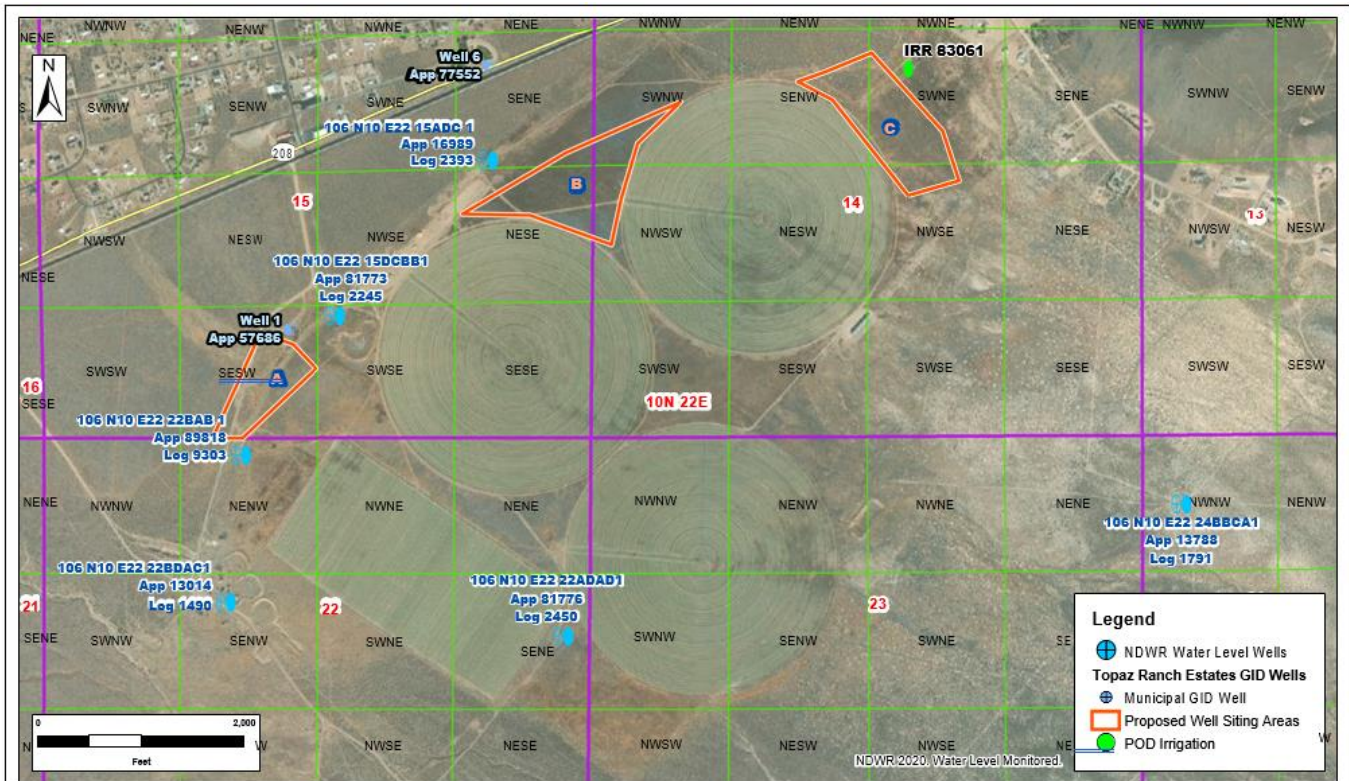 NENE NWNW NENW NWNE NENE NWNW NENW NWNE NENE NWNW NENW
N
Well 6
App 77552
IRR 83061
SWNW SENW SWNE SENE SWNW SENW SWNE SENE SWNW SENW
106 N10 E22 15ADC 1
App 16989
Log 2393
208
C
B
15
14
13
NWSW NESW NWSE NESE NWSW NESW NWSE NESE NWSW NESW
NESE
106 N10 E22 15DCBB1
App 81773
Log 2245
Well 1
App 57686
A
SWSW SESW SWSE SESE SWSW SESW SWSE SESE SWSW SESW
16
SESE
10N 22E
106 N10 E22 22BAB 1
App 89818
Log 9303
NENE NWNW NENW NWNE NENE NWNW NENW NWNE NENE NWNW NENW
106 N10 E22 24BBCA1
App 13788
Log 1791
106 N10 E22 22BDAC1
App 13014
Log 1490
106 N10 E22 22ADAD1
App 81776
Log 2450
21
22
23
SENE SWNW SENW SWNE SENE SWNW SENW SWNE SE
Legend
NDWR Water Level Wells
Topaz Ranch Estates GID Wells
Municipal GID Well
Proposed Well Siting Areas
POD Irrigation
0 2,000
Feet
N W NWSE NESE NWSW NESW NWSE NESE W
NDWR 2020. Water Level Monitored.